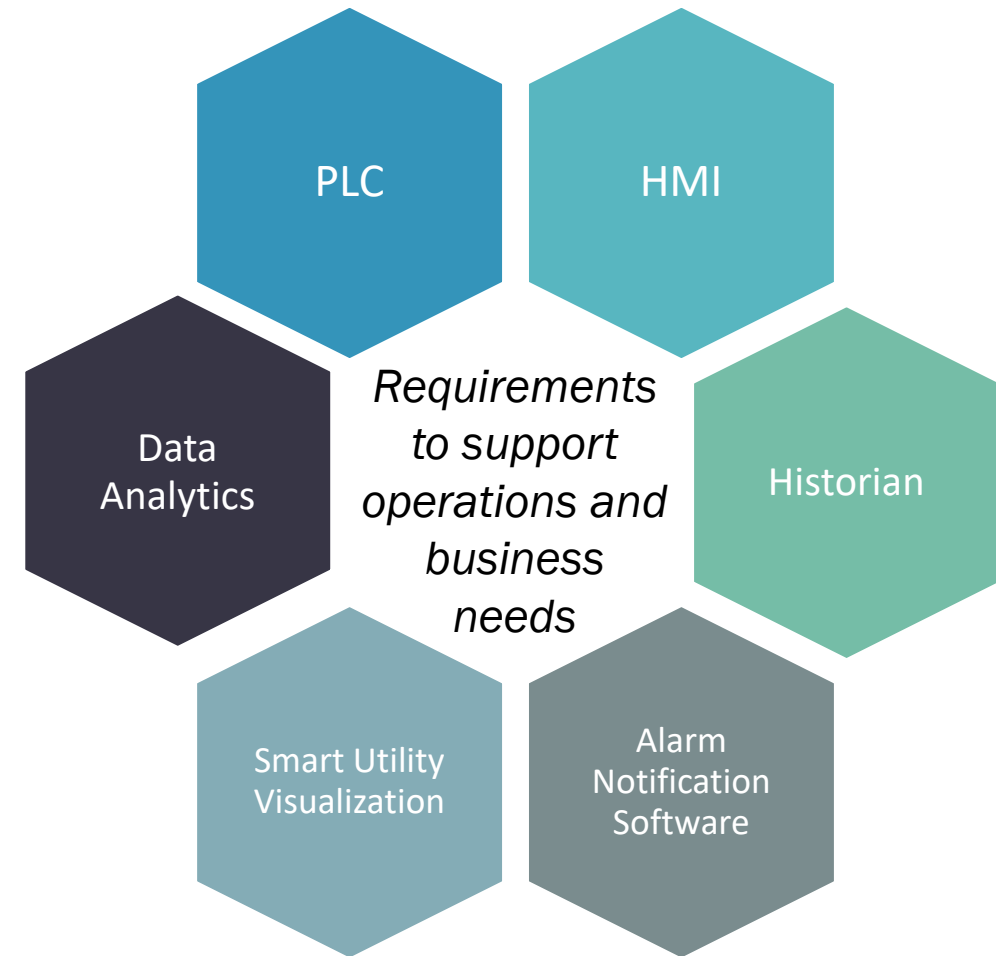 PLC
HMI
Requirements
to support
operations and
business
needs
Data
Analytics
Historian
Smart Utility
Visualization
Alarm
Notification
Software